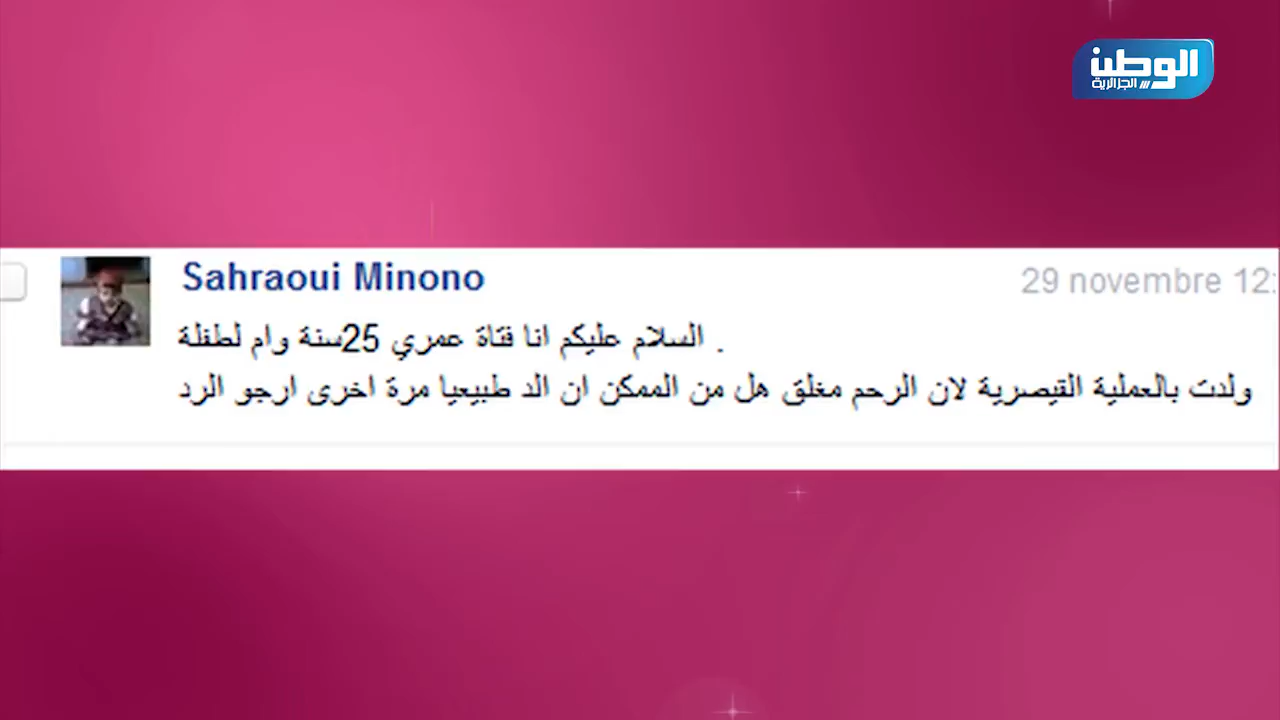 الوطن
الجزائرية
Sahraoui Minono
29 novembre 12:
السلام عليكم انا فتاة عمري 25سنة وام لطفلة .
ولدت بالعملية القيصرية لان الرحم مغلق هل من الممكن ان الد طبيعيا مرة اخرى ارجو الرد